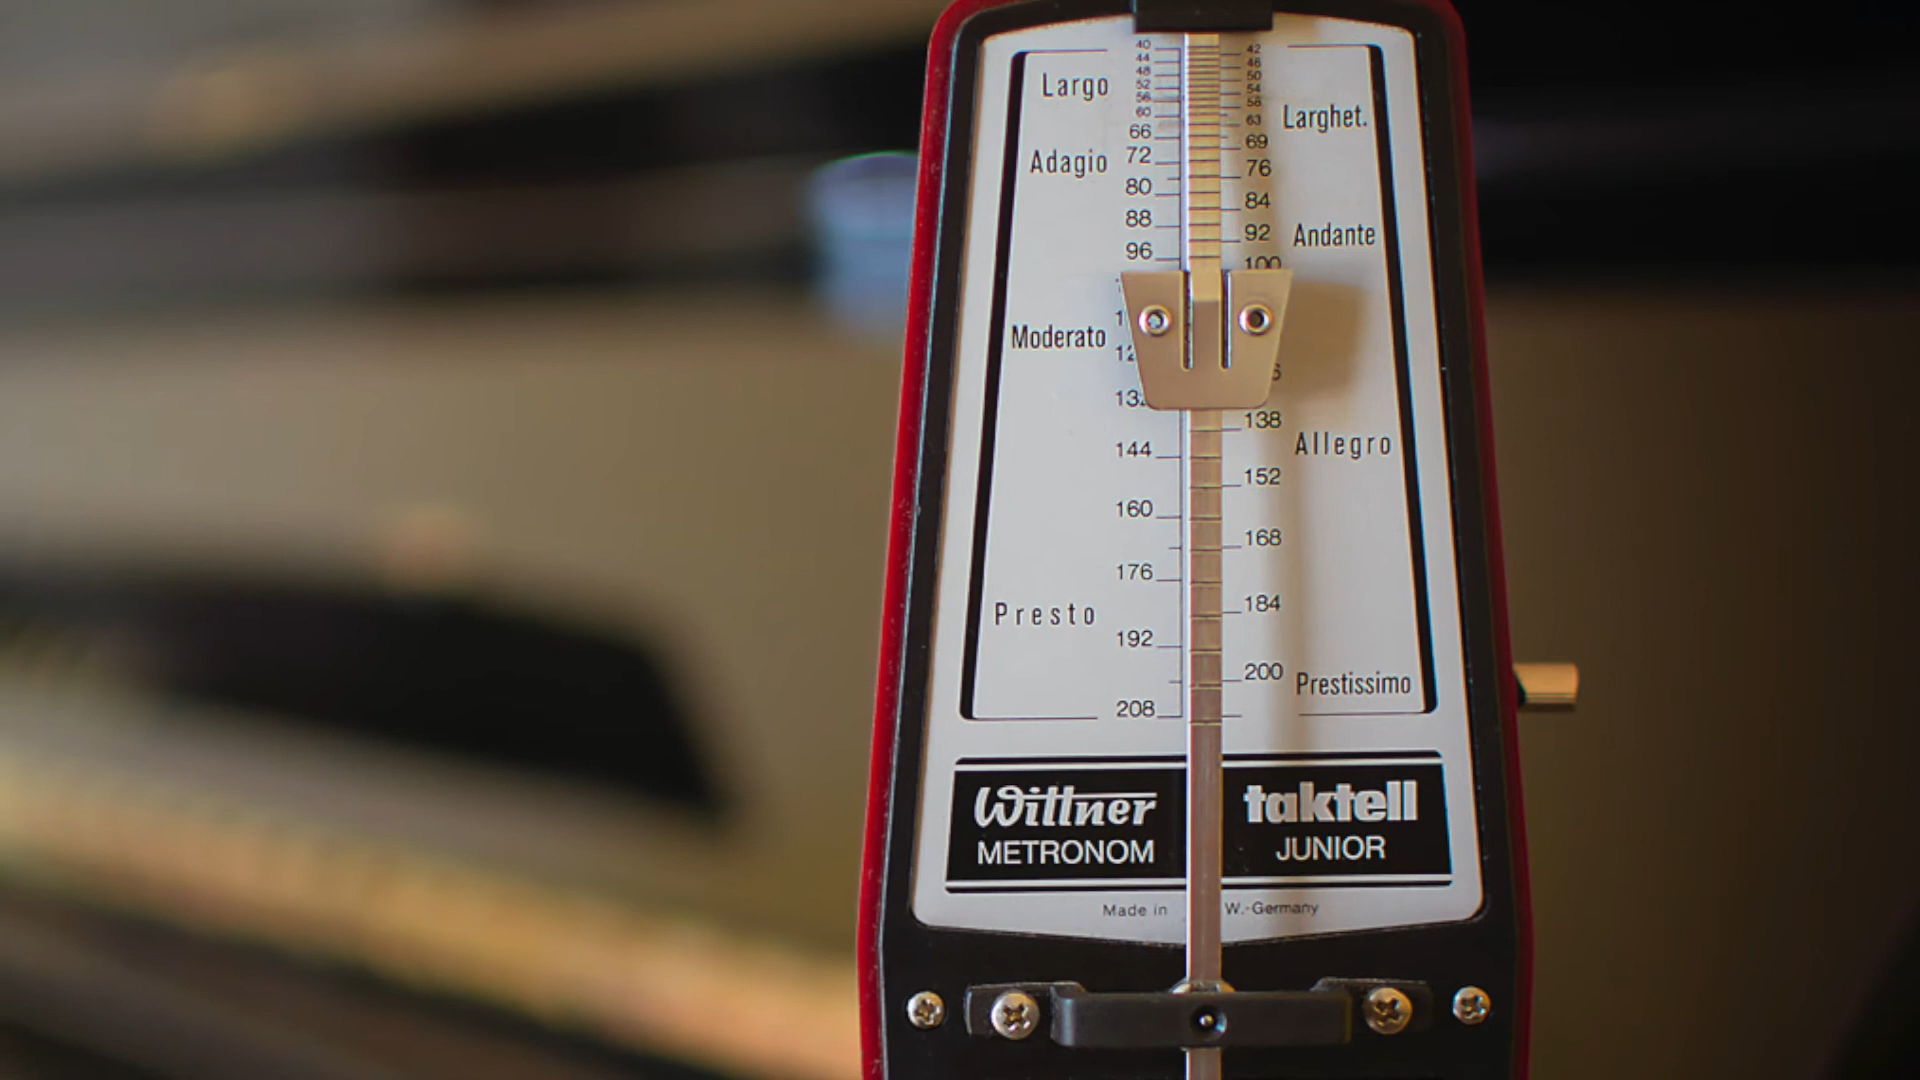 40 42
44 46
48 50
52 54
56 58
60 63
66 69
72 76
80 84
88 92
96 100
132 138
144 152
160 168
176 184
192 200
208
Largo
Larghet.
Adagio
Andante
Moderato
Allegro
Presto
Prestissimo
Wittner taktell
METRONOM JUNIOR
Made in W.-Germany